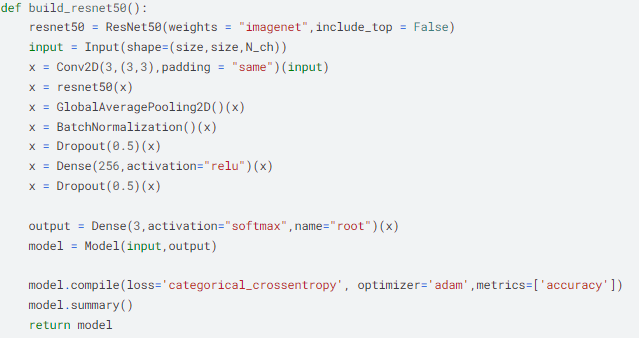 def build_resnet50():
    resnet50 = ResNet50(weights = "imagenet",include_top = False)
    input = Input(shape=(size,size,N_ch))
    x = Conv2D(3,(3,3),padding = "same")(input)
    x = resnet50(x)
    x = GlobalAveragePooling2D()(x)
    x = BatchNormalization()(x)
    x = Dropout(0.5)(x)
    x = Dense(256,activation="relu")(x)
    x = Dropout(0.5)(x)

    output = Dense(3,activation="softmax",name="root")(x)
    model = Model(input,output)

    model.compile(loss='categorical_crossentropy', optimizer='adam',metrics=['accuracy'])
    model.summary()
    return model